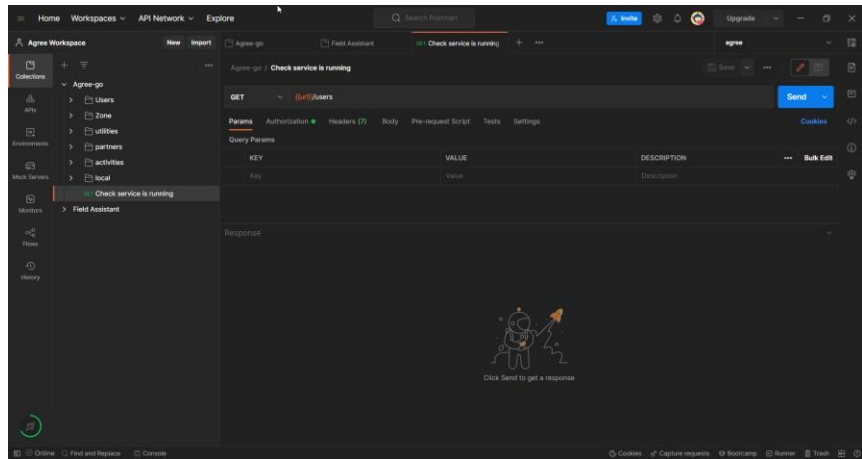 Home Workspaces API Network Explore Search Postman Invite Upgrade
Agree Workspace New Import Agree-go Field Assistant GET Check service is running agree
Collections
APIs
Environments
Mock Servers
Monitors
Flows
History
Agree-go
Users
Zone
utilities
partners
activities
local
GET Check service is running
Field Assistant
Agree-go / Check service is running Save
GET {{url}}/users Send
Params Authorization Headers (7) Body Pre-request Script Tests Settings Cookies
Query Params
KEY VALUE DESCRIPTION Bulk Edit
Key Value Description
Response
Click Send to get a response
Online Find and Replace Console Cookies Capture requests Bootcamp Runner Trash